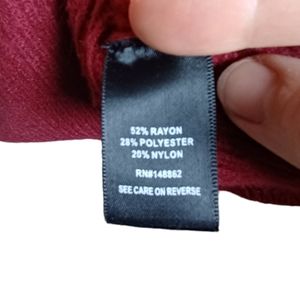 52% RAYON
28% POLYESTER
20% NYLON
RN#148862
SEE CARE ON REVERSE